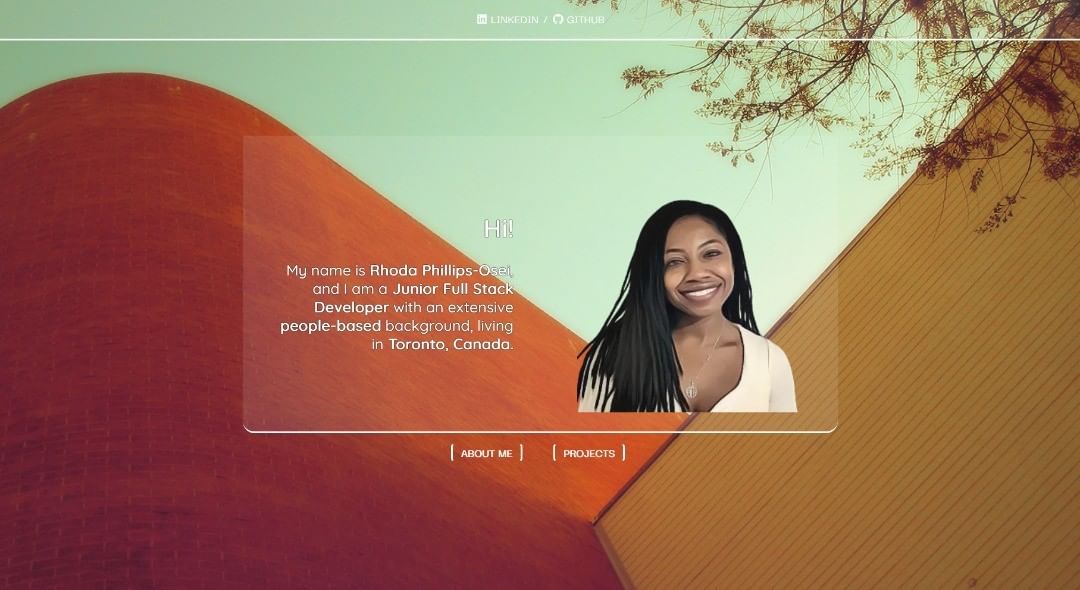 LINKEDIN / GITHUB
Hi!
My name is Rhoda Phillips-Osei,
and I am a Junior Full Stack
Developer with an extensive
people-based background, living
in Toronto, Canada.
[ ABOUT ME ] [ PROJECTS ]